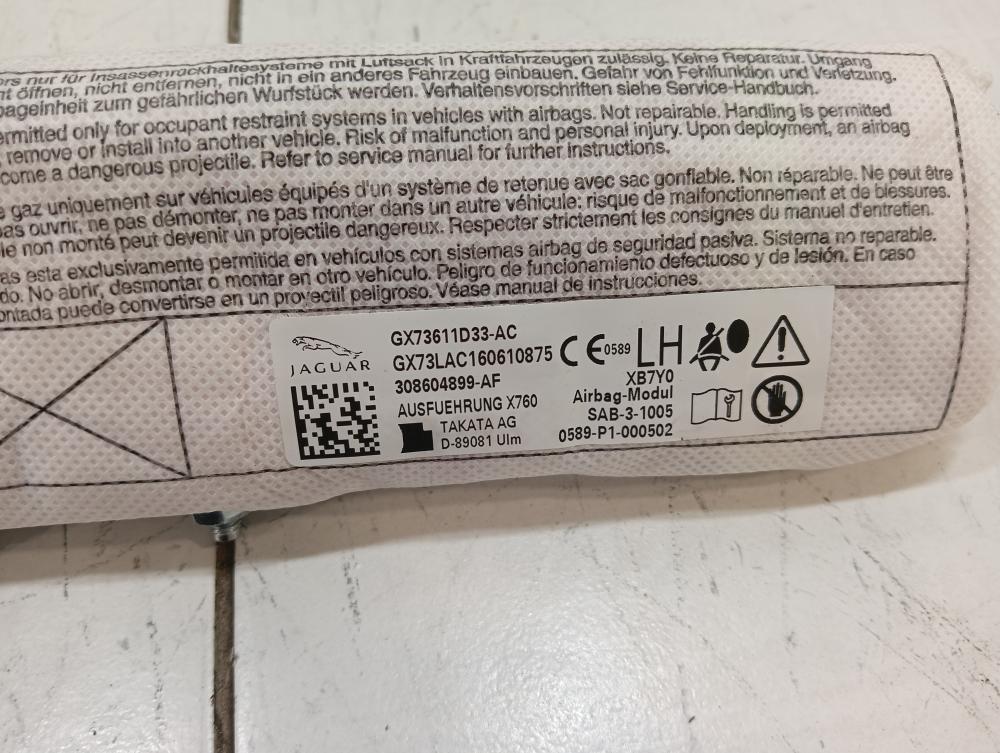 nur für Insassenrückhaltesysteme mit Luftsack in Kraftfahrzeugen zulässig. Keine Reparatur. Umgang
öffnen, nicht entfernen, nicht in ein anderes Fahrzeug einbauen. Gefahr von Fehlfunktion und Verletzung.
bageinheit zum gefährlichen Wurfstück werden. Verhaltensvorschriften siehe Service-Handbuch.
ermitted only for occupant restraint systems in vehicles with airbags. Not repairable. Handling is permitted
remove or install into another vehicle. Risk of malfunction and personal injury. Upon deployment, an airbag
come a dangerous projectile. Refer to service manual for further instructions.
gaz uniquement sur véhicules équipés d'un système de retenue avec sac gonflable. Non réparable. Ne peut être
pas ouvrir, ne pas démonter, ne pas monter dans un autre véhicule: risque de malfonctionnement et de blessures.
le non monté peut devenir un projectile dangereux. Respecter strictement les consignes du manuel d'entretien.
as esta exclusivamente permitida en vehículos con sistemas airbag de seguridad pasiva. Sistema no reparable.
do. No abrir, desmontar o montar en otro vehículo. Peligro de funcionamiento defectuoso y de lesión. En caso
ontada puede convertirse en un proyectil peligroso. Véase manual de instrucciones.
JAGUAR
GX73611D33-AC
GX73LAC160610875
308604899-AF
AUSFUEHRUNG X760
TAKATA AG
D-89081 Ulm
CE 0589 LH
XB7Y0
Airbag-Modul
SAB-3-1005
0589-P1-000502